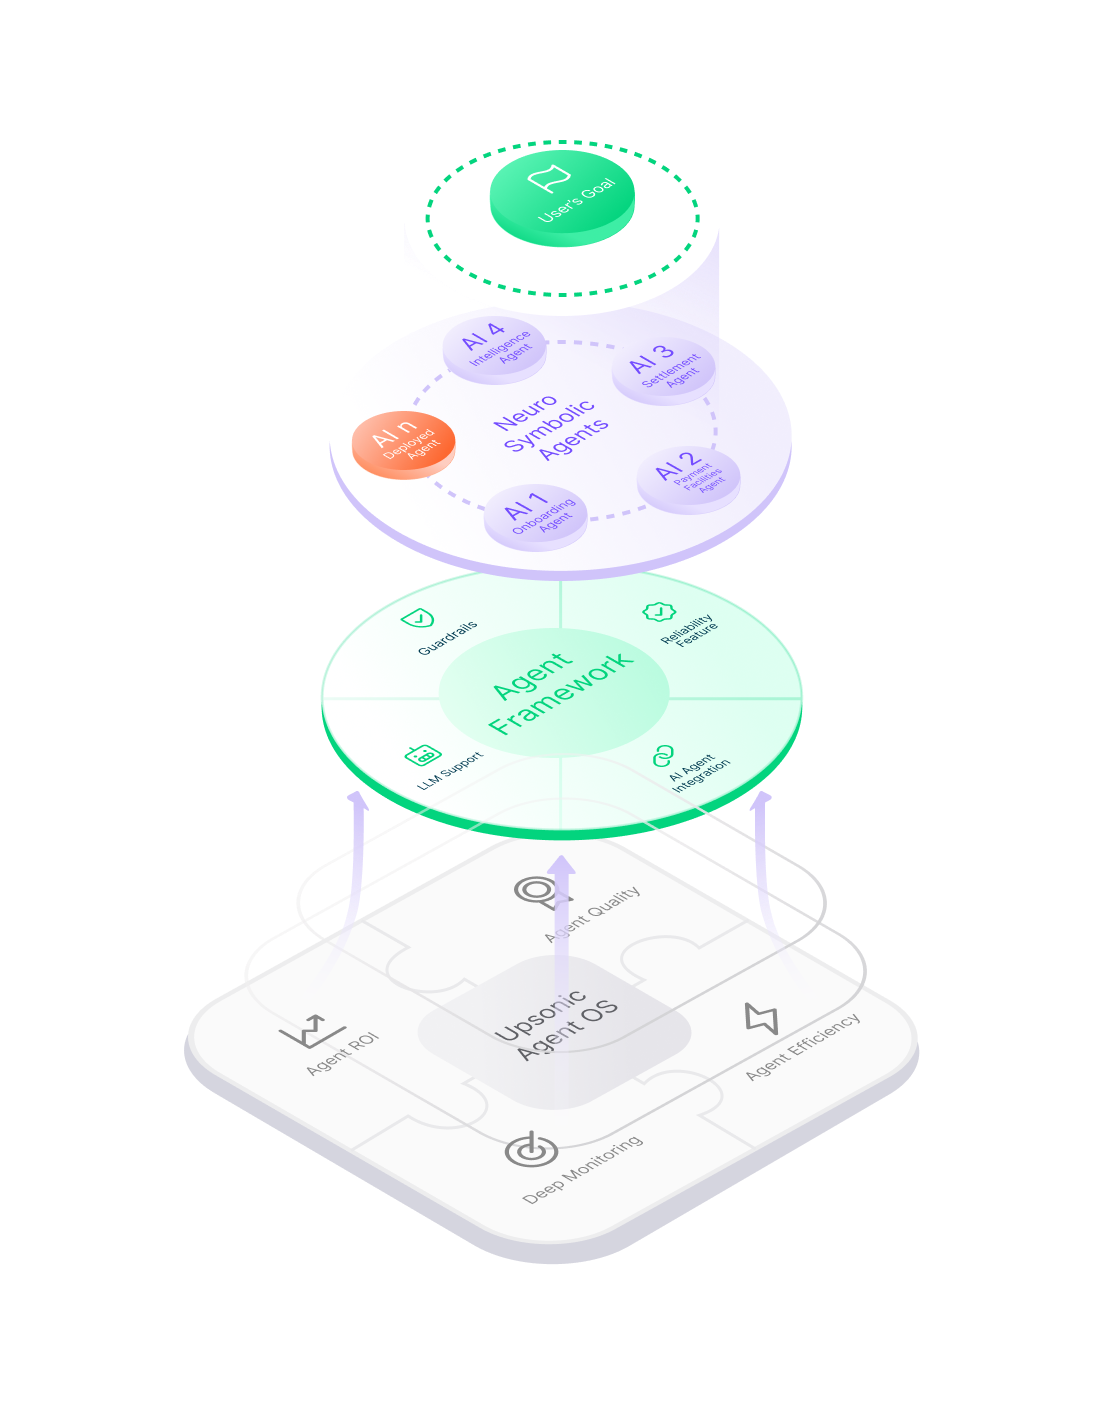 User's Goal
AI 4
Intelligence
Agent
AI 3
Settlement
Agent
Neuro
Symbolic
Agents
AI n
Deployed
Agent
AI 2
Payment
Facilities
Agent
AI 1
Onboarding
Agent
Guardrails
Reliability
Feature
Agent
Framework
LLM Support
AI Agent
Integration
Agent Quality
Upsonic
Agent OS
Agent ROI
Agent Efficiency
Deep Monitoring